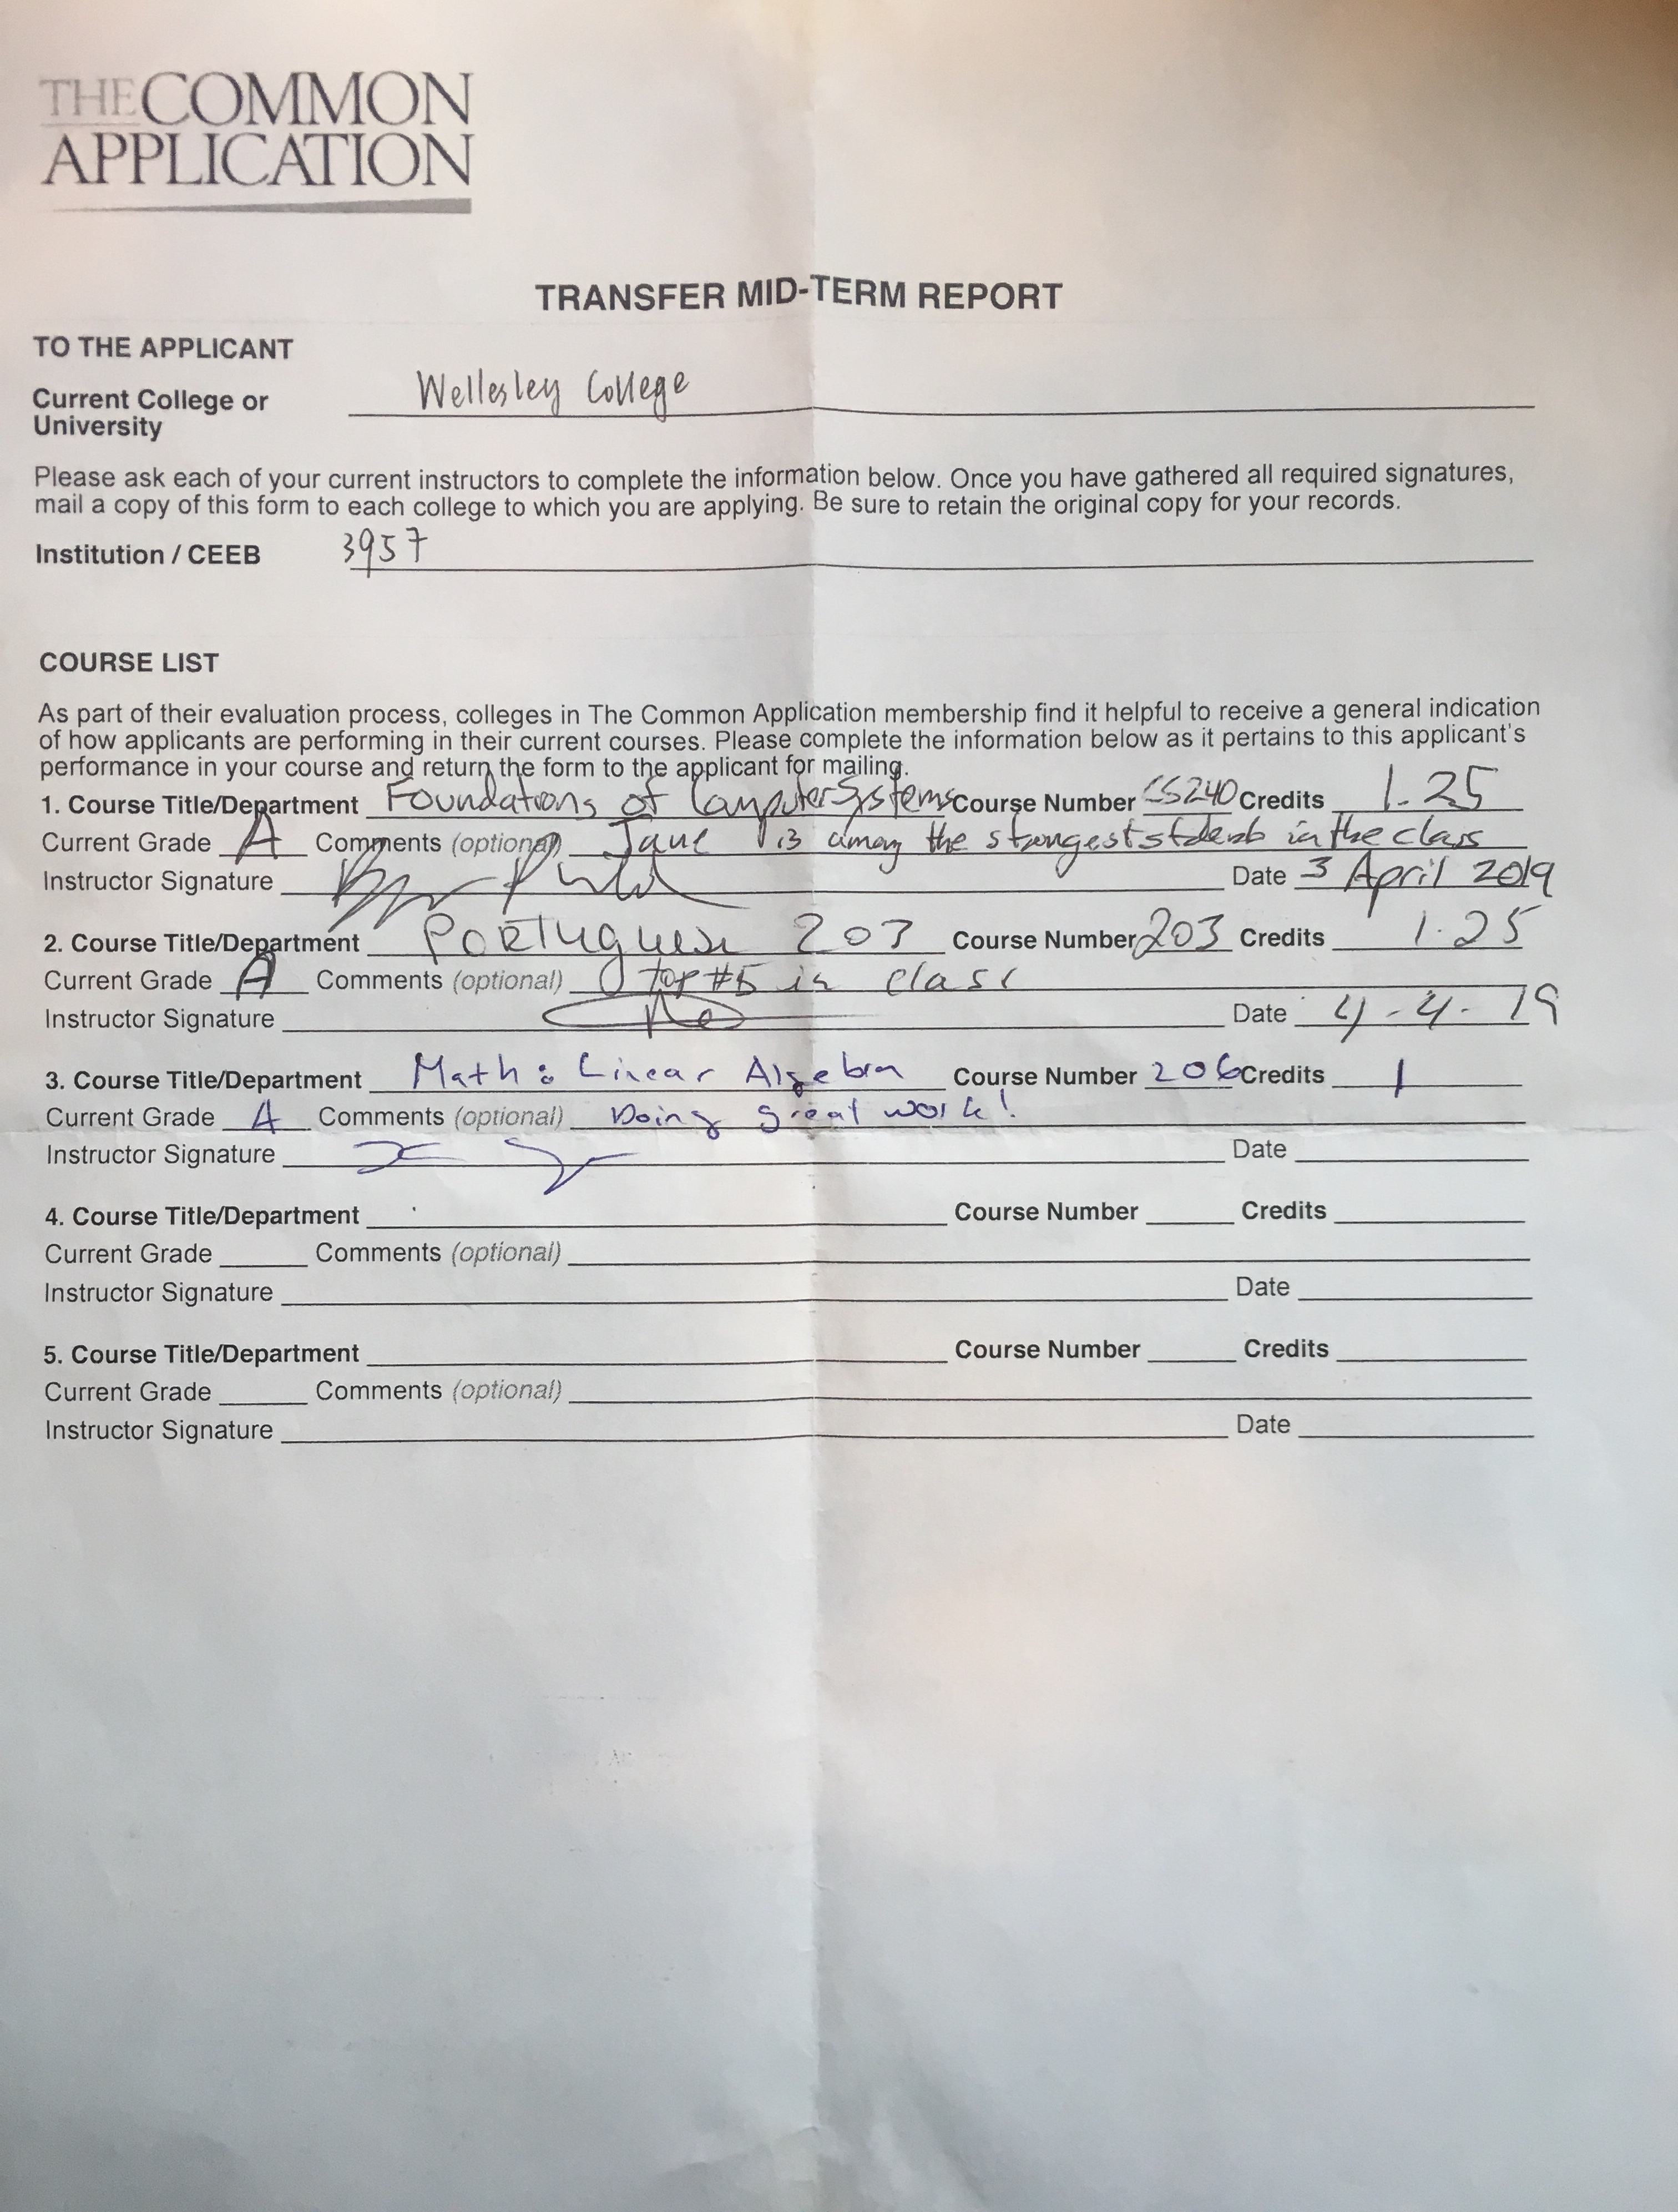 THE COMMON
APPLICATION
TRANSFER MID-TERM REPORT
TO THE APPLICANT
Current College or
University
Wellesley College
Please ask each of your current instructors to complete the information below. Once you have gathered all required signatures,
mail a copy of this form to each college to which you are applying. Be sure to retain the original copy for your records.
Institution / CEEB 3957
COURSE LIST
As part of their evaluation process, colleges in The Common Application membership find it helpful to receive a general indication
of how applicants are performing in their current courses. Please complete the information below as it pertains to this applicant's
performance in your course and return the form to the applicant for mailing.
1. Course Title/Department Foundations of Computer Systems Course Number CS240 Credits 1.25
Current Grade A Comments (optional) Jane is among the strongest students in the class
Instructor Signature Date 3 April 2019
2. Course Title/Department Portuguese 203 Course Number 203 Credits 1.25
Current Grade A Comments (optional) top #5 in class
Instructor Signature Date 4-4-19
3. Course Title/Department Math: Linear Algebra Course Number 206 Credits 1
Current Grade A Comments (optional) Doing great work!
Instructor Signature Date
4. Course Title/Department Course Number Credits
Current Grade Comments (optional)
Instructor Signature Date
5. Course Title/Department Course Number Credits
Current Grade Comments (optional)
Instructor Signature Date